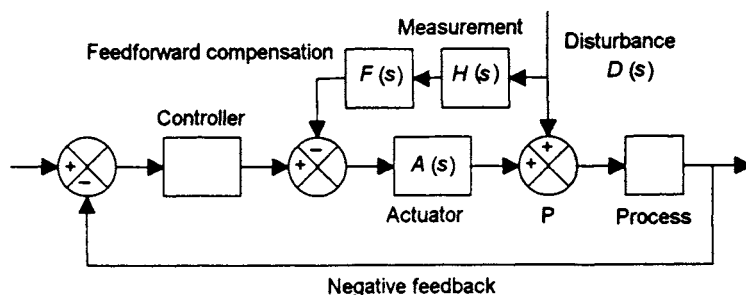 Measurement
Feedforward compensation
Disturbance
D (s)
F (s)
H (s)
Controller
+
−
+
−
A (s)
+
+
Actuator
P
Process
Negative feedback